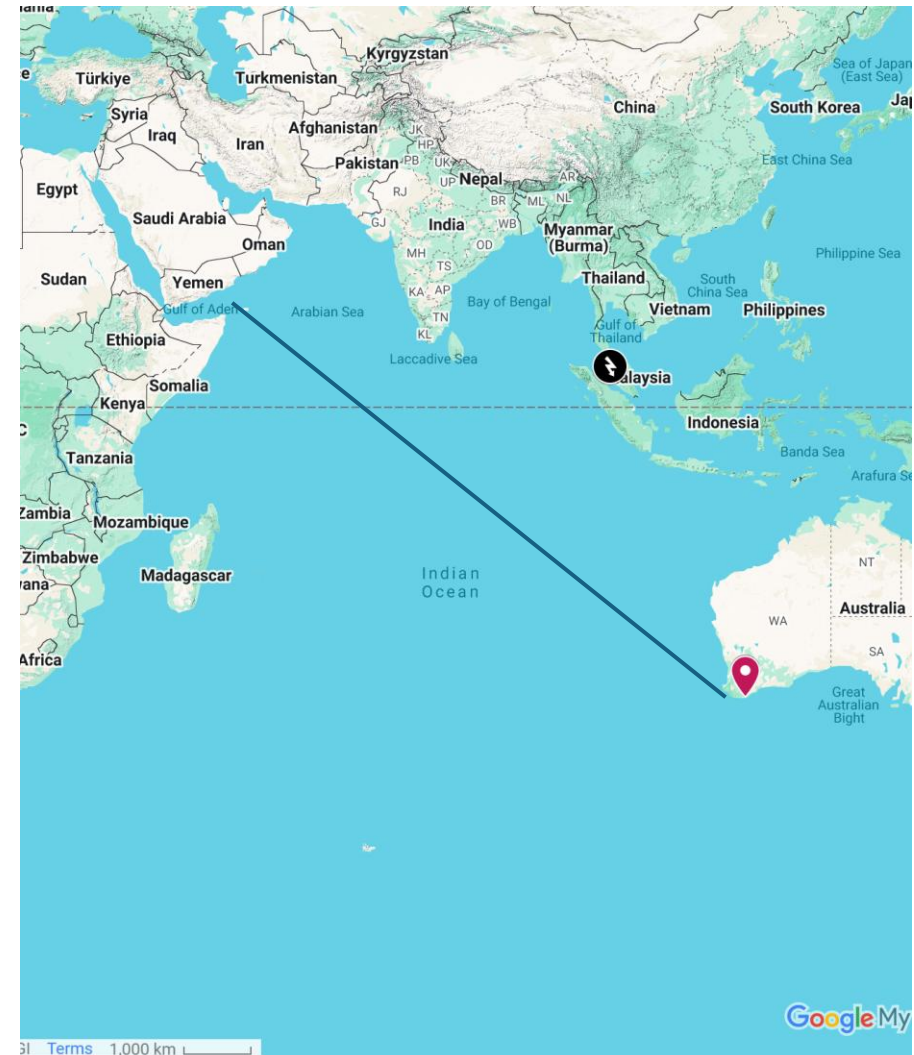 Kyrgyzstan
Sea of Japan
(East Sea)
Türkiye
Turkmenistan
China
South Korea
Syria
Iraq
Iran
Afghanistan
JK
HP
East China Sea
Pakistan
PB
UK
Egypt
RJ
UP
Nepal
AR
BR
ML
NL
Saudi Arabia
GJ
India
WB
Myanmar
(Burma)
Oman
MH
OD
TS
Philippine Sea
Sudan
Yemen
Thailand
South
China Sea
KA
AP
Bay of Bengal
Gulf of Aden
Arabian Sea
TN
Vietnam
Philippines
Ethiopia
KL
Gulf of
Thailand
Laccadive Sea
Somalia
alaysia
Kenya
Indonesia
Tanzania
Banda Sea
Arafura Se
Zambia
Mozambique
Zimbabwe
NT
Madagascar
Indian
Ocean
ana
Australia
WA
SA
Africa
Great
Australian
Bight
Google My
GI Terms 1,000 km